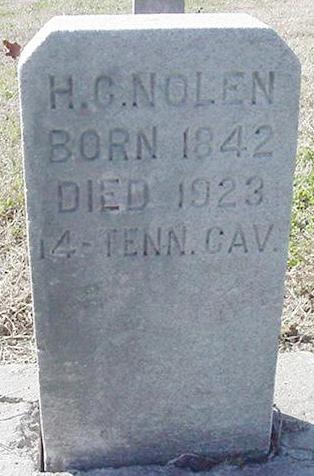 H.C.NOLEN
BORN 1842
DIED 1923
14-TENN. CAV.